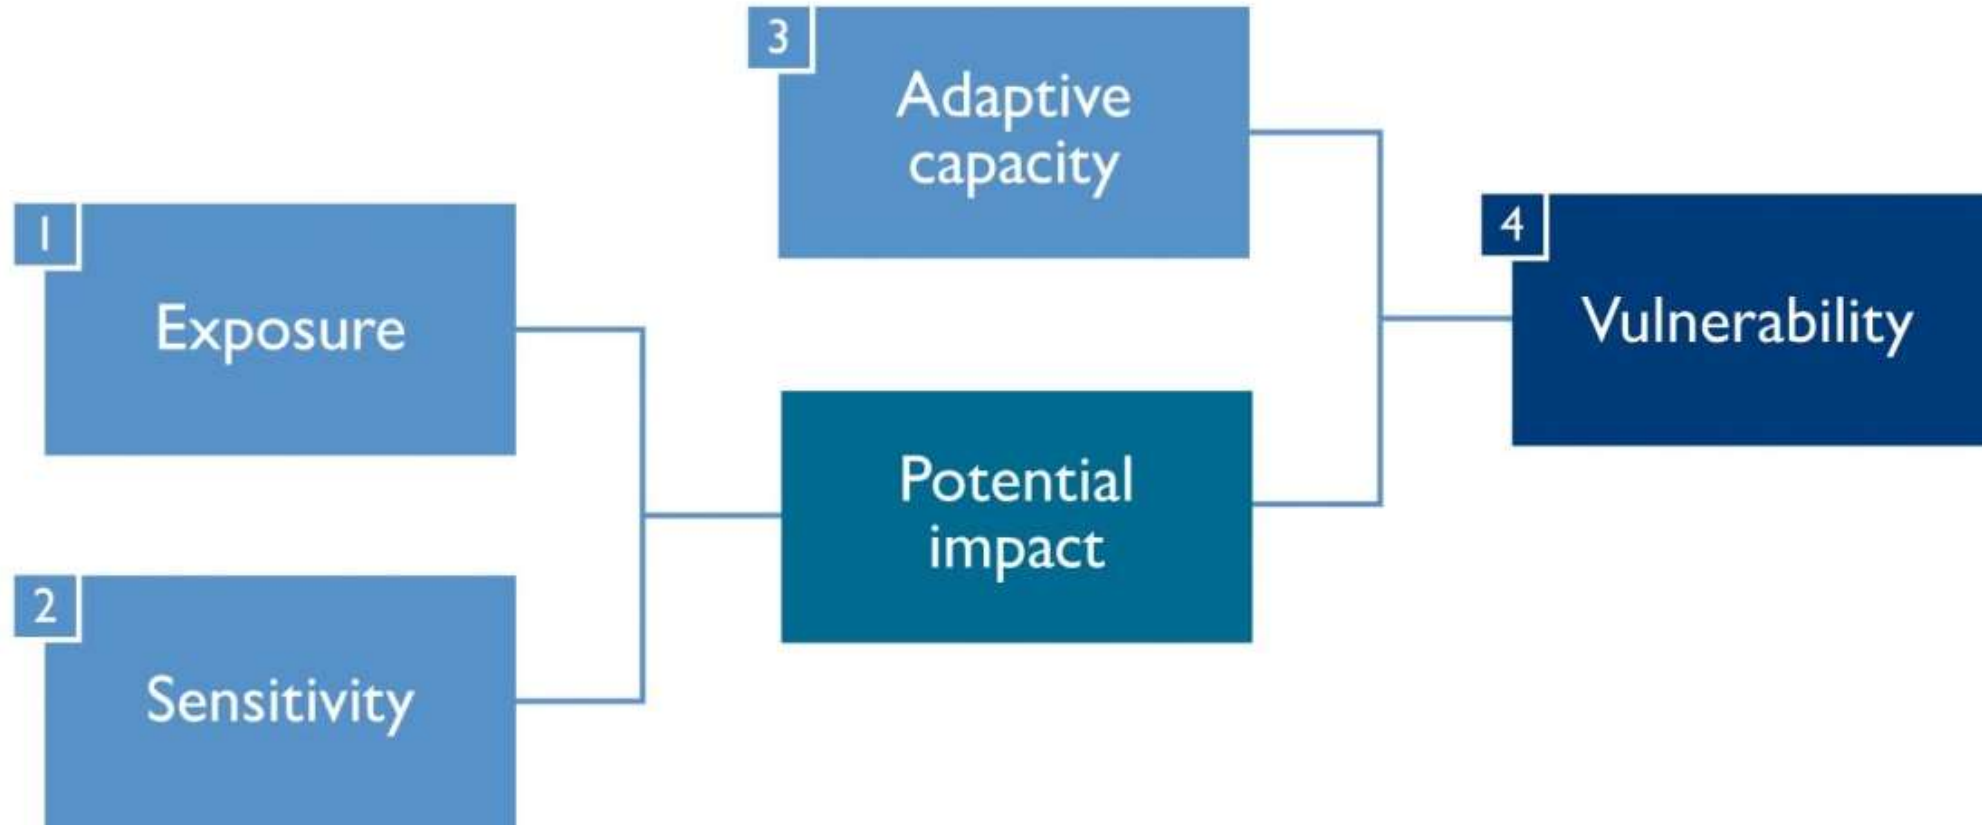 1
Exposure
2
Sensitivity
3
Adaptive
capacity
Potential
impact
4
Vulnerability